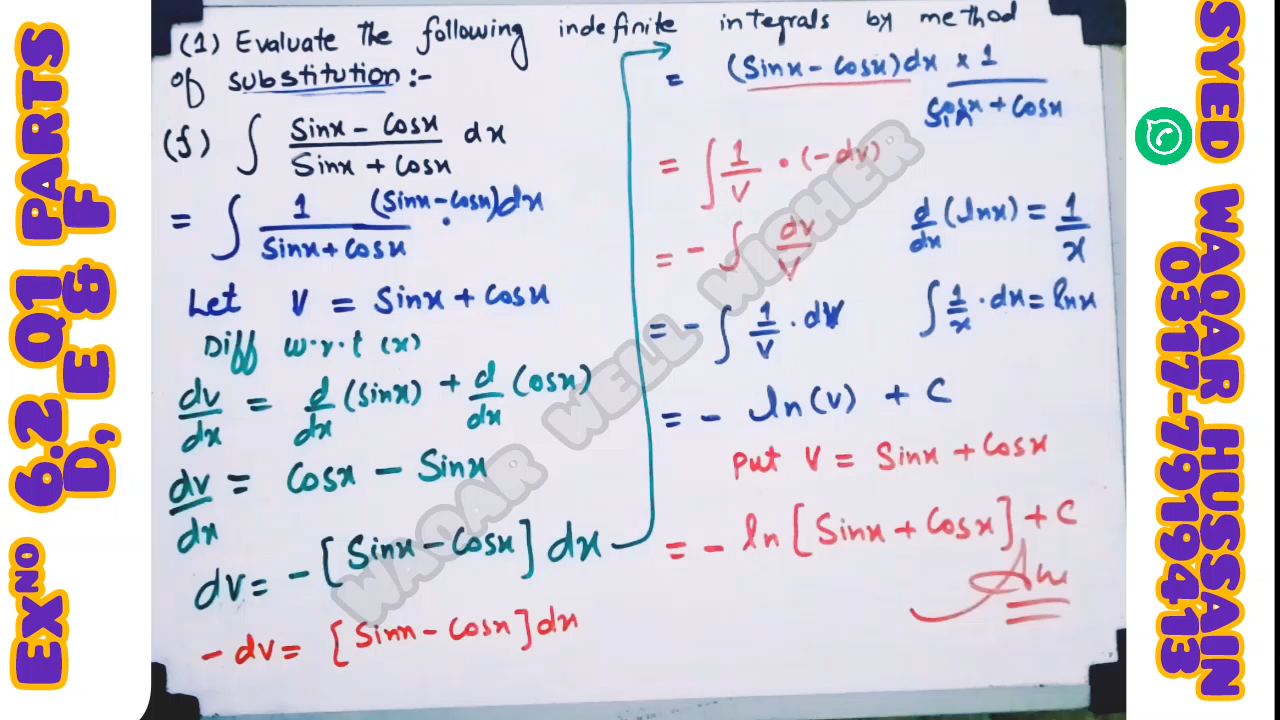 EXNO 6.2 Q1 PARTS
D, E & F
(1) Evaluate the following indefinite integrals by method
of substitution:-
(f) ∫ Sinx - Cosx / Sinx + Cosx dx
= ∫ 1 / Sinx + Cosx · (Sinx - Cosx)dx
Let V = Sinx + Cosx
Diff w.r.t (x)
dv/dx = d/dx (Sinx) + d/dx (Cosx)
dv/dx = Cosx - Sinx
dv = - [Sinx - Cosx] dx
- dv = [Sinx - Cosx] dx
= (Sinx - Cosx)dx × 1 / Sinx + Cosx
= ∫ 1/V · (-dv)
= - ∫ dv/V
= - ∫ 1/V · dV
d/dx (lnx) = 1/x
∫ 1/x · dx = lnx
= - ln(v) + C
Put V = Sinx + Cosx
= - ln [Sinx + Cosx] + C
Ans
WAQAR WELL WISHER
SYED WAQAR HUSSAIN
0317-7919413